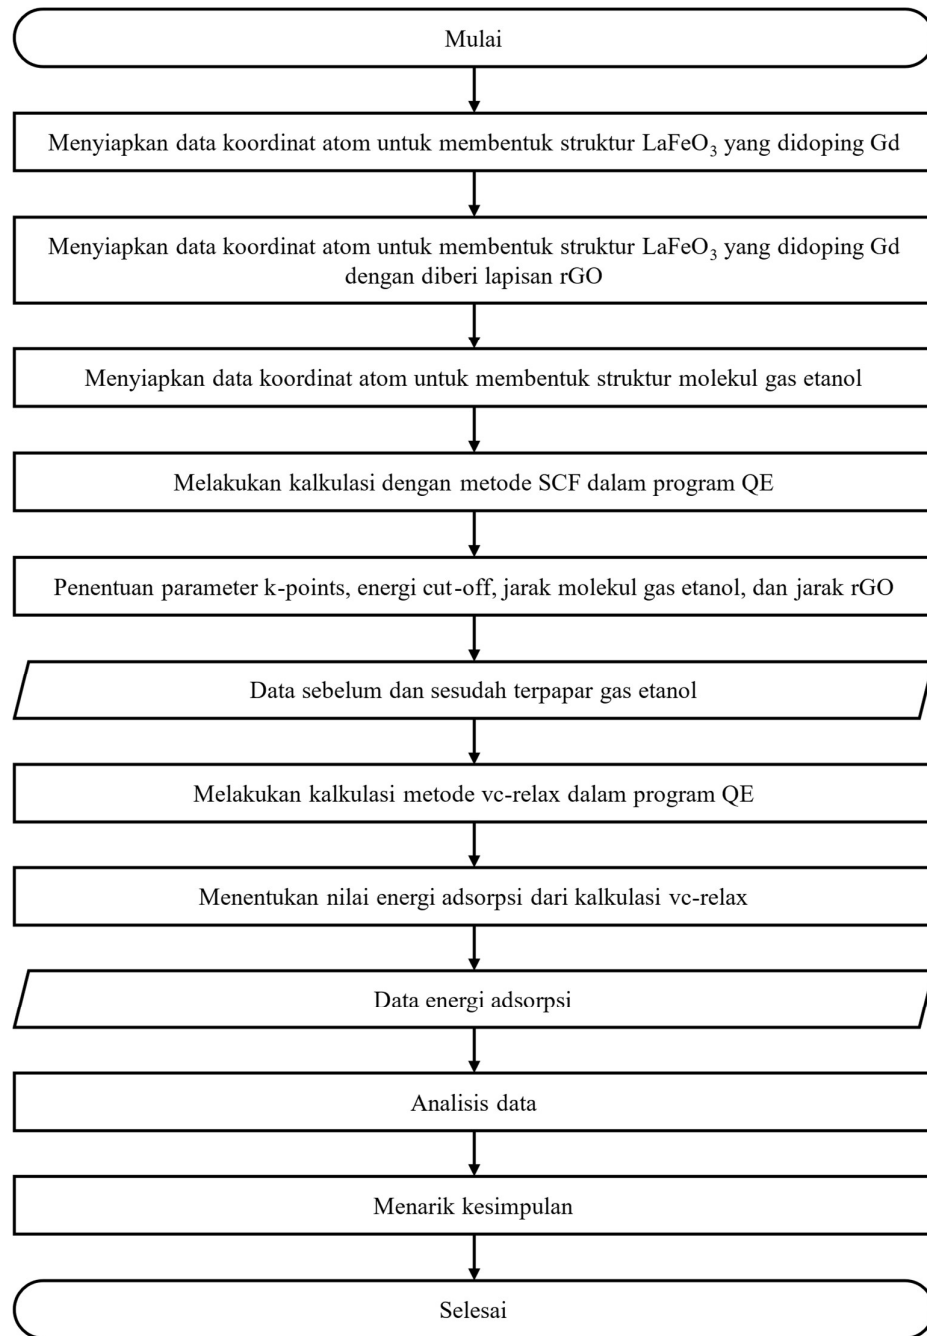 Mulai
Menyiapkan data koordinat atom untuk membentuk struktur LaFeO₃ yang didoping Gd
Menyiapkan data koordinat atom untuk membentuk struktur LaFeO₃ yang didoping Gd
dengan diberi lapisan rGO
Menyiapkan data koordinat atom untuk membentuk struktur molekul gas etanol
Melakukan kalkulasi dengan metode SCF dalam program QE
Penentuan parameter k-points, energi cut-off, jarak molekul gas etanol, dan jarak rGO
Data sebelum dan sesudah terpapar gas etanol
Melakukan kalkulasi metode vc-relax dalam program QE
Menentukan nilai energi adsorpsi dari kalkulasi vc-relax
Data energi adsorpsi
Analisis data
Menarik kesimpulan
Selesai